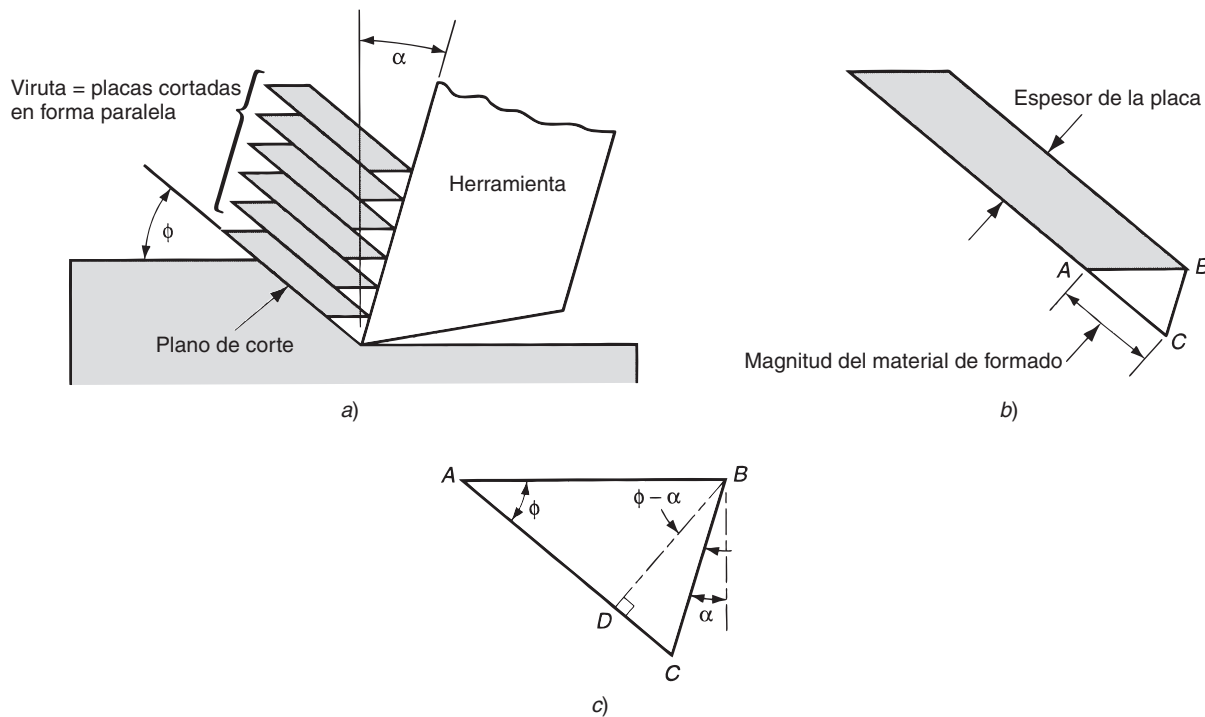 α
Viruta = placas cortadas
en forma paralela
Herramienta
ϕ
Plano de corte
a)
Espesor de la placa
A
B
C
Magnitud del material de formado
b)
A
B
ϕ – α
ϕ
D
α
C
c)